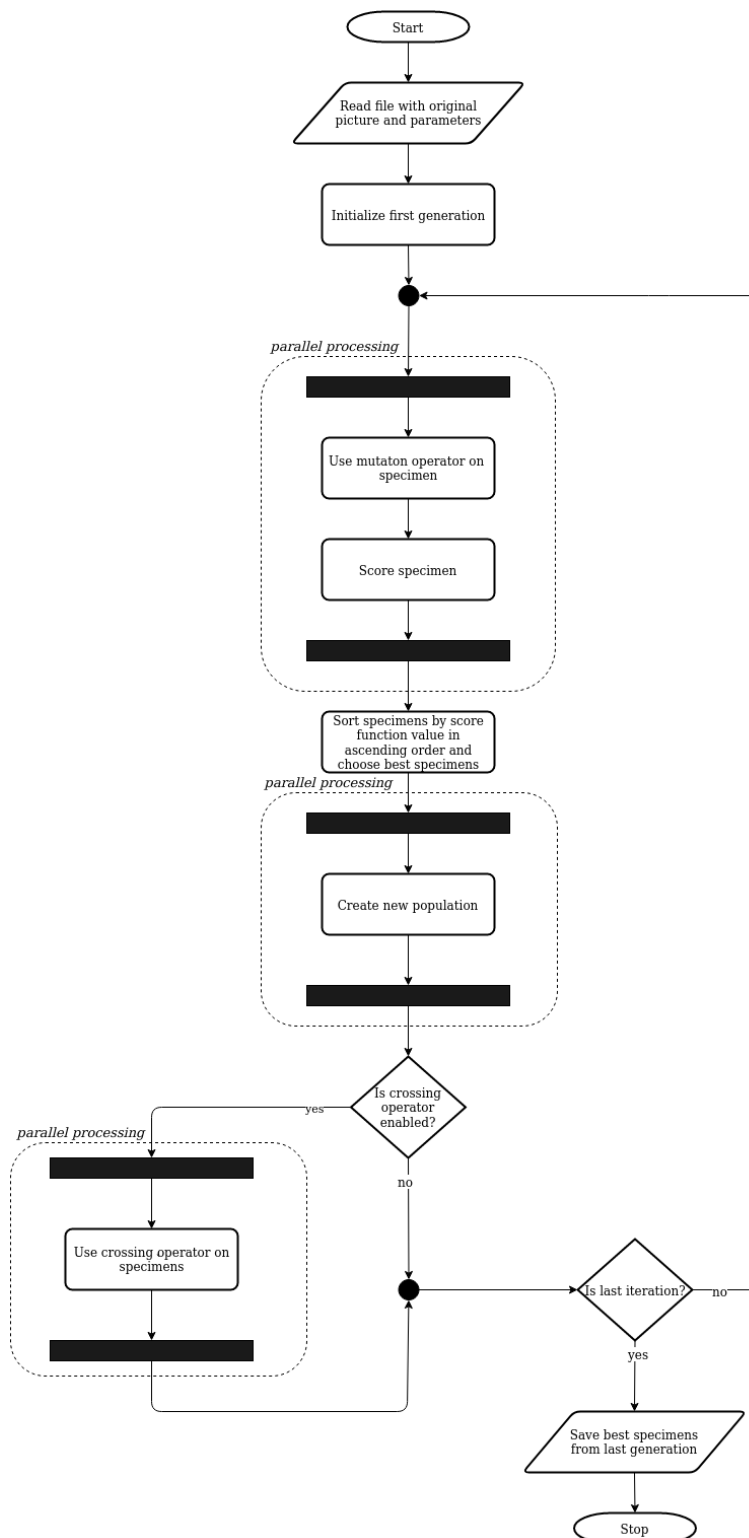 Start
Read file with original
picture and parameters
Initialize first generation
parallel processing
Use mutaton operator on
specimen
Score specimen
Sort specimens by score
function value in
ascending order and
choose best specimens
parallel processing
Create new population
Is crossing
operator
enabled?
yes
parallel processing
no
Use crossing operator on
specimens
Is last iteration?
no
yes
Save best specimens
from last generation
Stop